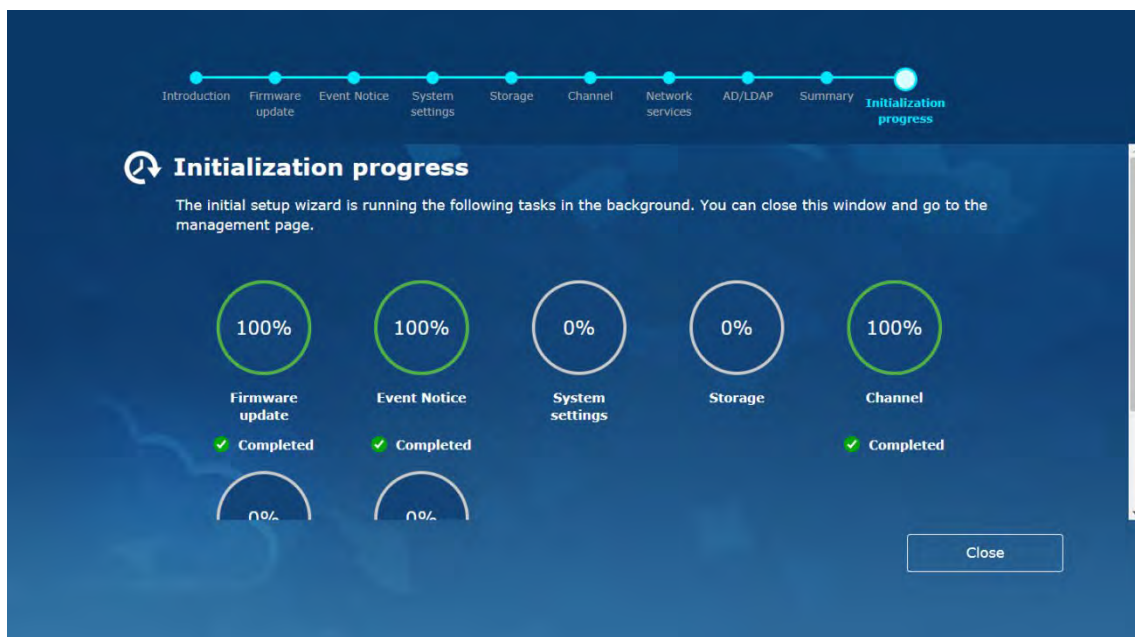 Introduction
Firmware
update
Event Notice
System
settings
Storage
Channel
Network
services
AD/LDAP
Summary
Initialization
progress
Initialization progress
The initial setup wizard is running the following tasks in the background. You can close this window and go to the
management page.
100%
100%
0%
0%
100%
Firmware
update
Event Notice
System
settings
Storage
Channel
Completed
Completed
Completed
0%
0%
Close